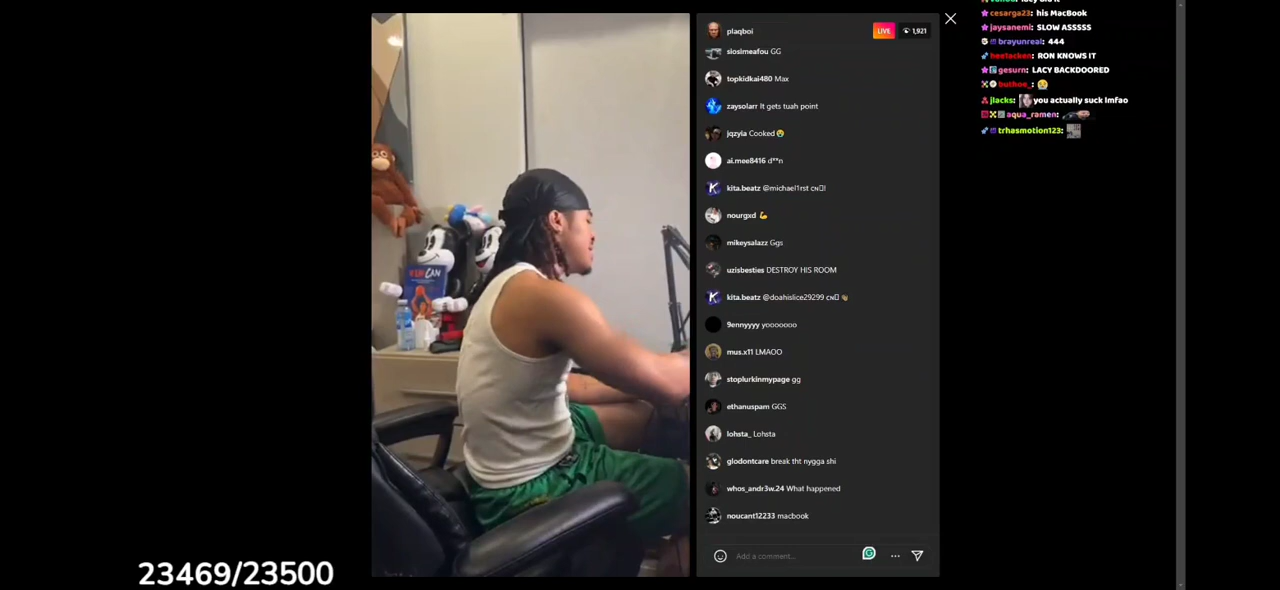 plaqboi
LIVE
1,921
siosimeafou GG
topkidkai480 Max
zaysolarr It gets tuah point
jqzyia Cooked😭
ai.mee8416 d**n
kita.beatz @michael1rst
nourgxd 💪
mikeysalazz Ggs
uzisbesties DESTROY HIS ROOM
kita.beatz @doahislice29299
9ennyyyy yooooooo
mus.x11 LMAOO
stoplurkinmypage gg
ethanuspam GGS
lohsta_ Lohsta
glodontcare break tht nygga shi
whos_andr3w.24 What happened
noucant12233 macbook
Add a comment...
cesarga23: his MacBook
jaysanemi: SLOW ASSSSS
brayunreal: 444
RON KNOWS IT
gesurn: LACY BACKDOORED
jlacks: you actually suck lmfao
aqua_ramen:
trhasmotion123:
CAN
23469/23500